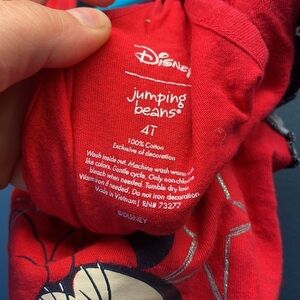 Disney
jumping
beans®
4T
100% Cotton
Exclusive of decoration
Wash inside out. Machine wash warm
like colors. Gentle cycle. Only non-chlorine
bleach when needed. Tumble dry low.
Warm iron if needed. Do not iron decoration.
Made in Vietnam | RN# 73277
©DISNEY